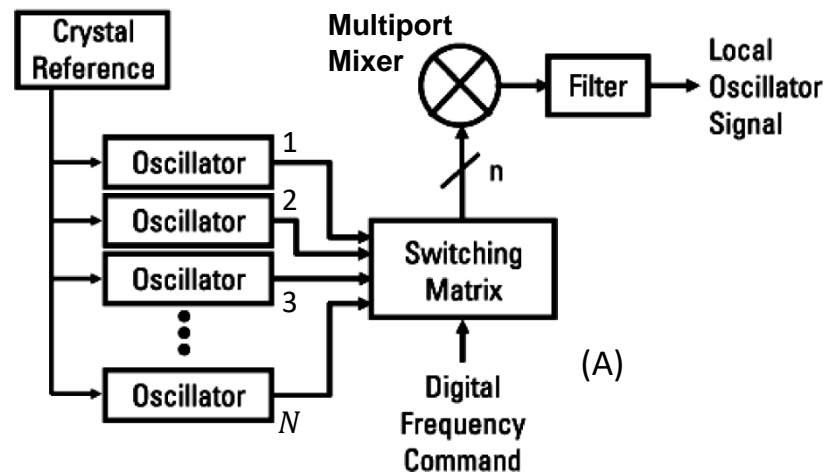 Crystal
Reference
Multiport
Mixer
Filter
Local
Oscillator
Signal
Oscillator
1
Oscillator
2
Oscillator
3
Oscillator
N
n
Switching
Matrix
Digital
Frequency
Command
(A)